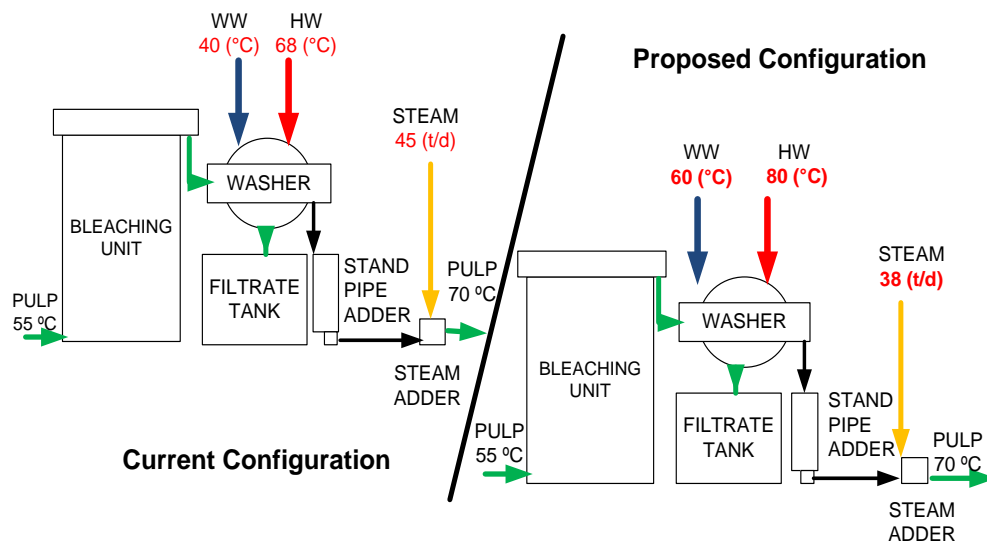 WW
40 (°C)
HW
68 (°C)
STEAM
45 (t/d)
WASHER
BLEACHING
UNIT
FILTRATE
TANK
STAND
PIPE
ADDER
PULP
70 ºC
PULP
55 ºC
STEAM
ADDER
Current Configuration
Proposed Configuration
WW
60 (°C)
HW
80 (°C)
STEAM
38 (t/d)
WASHER
BLEACHING
UNIT
FILTRATE
TANK
STAND
PIPE
ADDER
PULP
70 ºC
PULP
55 ºC
STEAM
ADDER